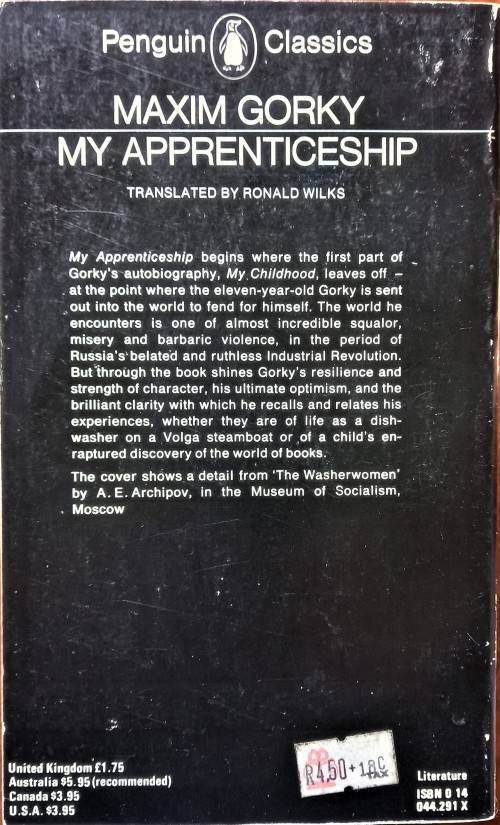 Penguin Classics
MAXIM GORKY
MY APPRENTICESHIP
TRANSLATED BY RONALD WILKS
My Apprenticeship begins where the first part of
Gorky's autobiography, My Childhood, leaves off –
at the point where the eleven-year-old Gorky is sent
out into the world to fend for himself. The world he
encounters is one of almost incredible squalor,
misery and barbaric violence, in the period of
Russia's belated and ruthless Industrial Revolution.
But through the book shines Gorky's resilience and
strength of character, his ultimate optimism, and the
brilliant clarity with which he recalls and relates his
experiences, whether they are of life as a dish-
washer on a Volga steamboat or of a child's en-
raptured discovery of the world of books.
The cover shows a detail from 'The Washerwomen'
by A. E. Archipov, in the Museum of Socialism,
Moscow
R4,50 + 18C
TAX
United Kingdom £1.75
Australia $5.95 (recommended)
Canada $3.95
U.S.A. $3.95
Literature
ISBN 0 14
044.291 X